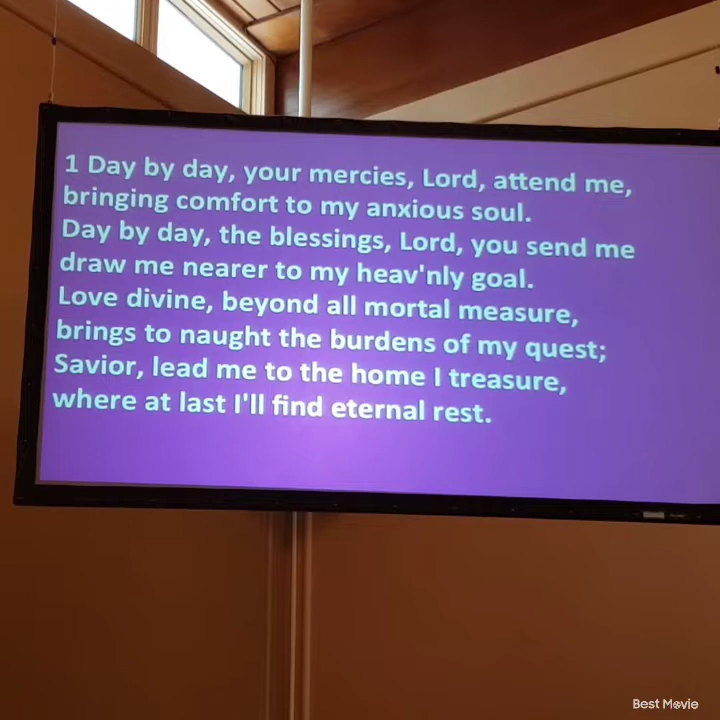 1 Day by day, your mercies, Lord, attend me,
bringing comfort to my anxious soul.
Day by day, the blessings, Lord, you send me
draw me nearer to my heav'nly goal.
Love divine, beyond all mortal measure,
brings to naught the burdens of my quest;
Savior, lead me to the home I treasure,
where at last I'll find eternal rest.
Best Movie